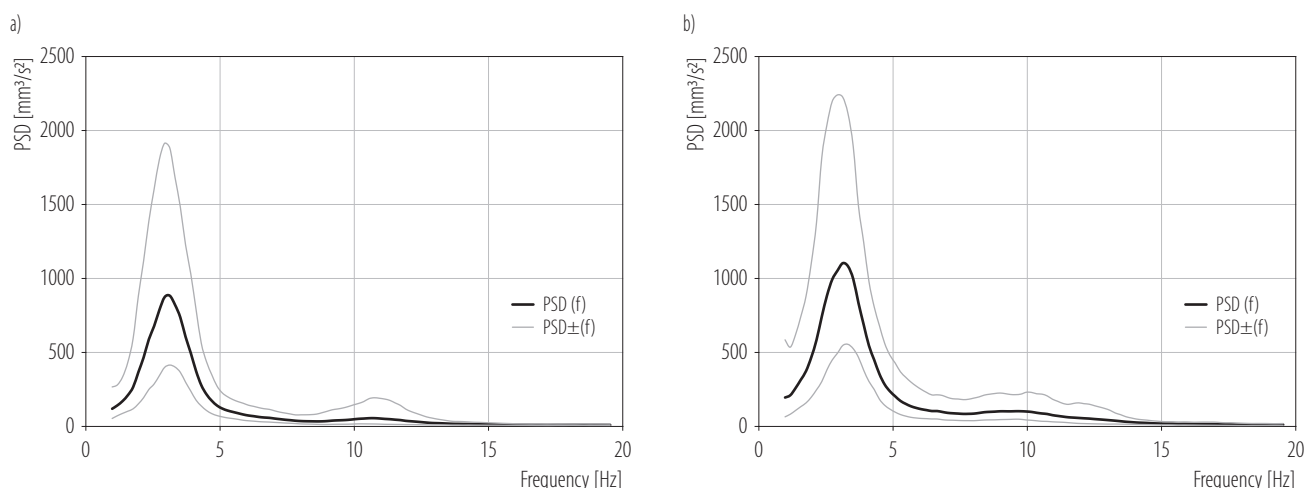 a)
PSD [mm³/s²]
2500
2000
1500
1000
500
0
0 5 10 15 20
Frequency [Hz]
PSD (f)
PSD±(f)
b)
PSD [mm³/s²]
2500
2000
1500
1000
500
0
0 5 10 15 20
Frequency [Hz]
PSD (f)
PSD±(f)